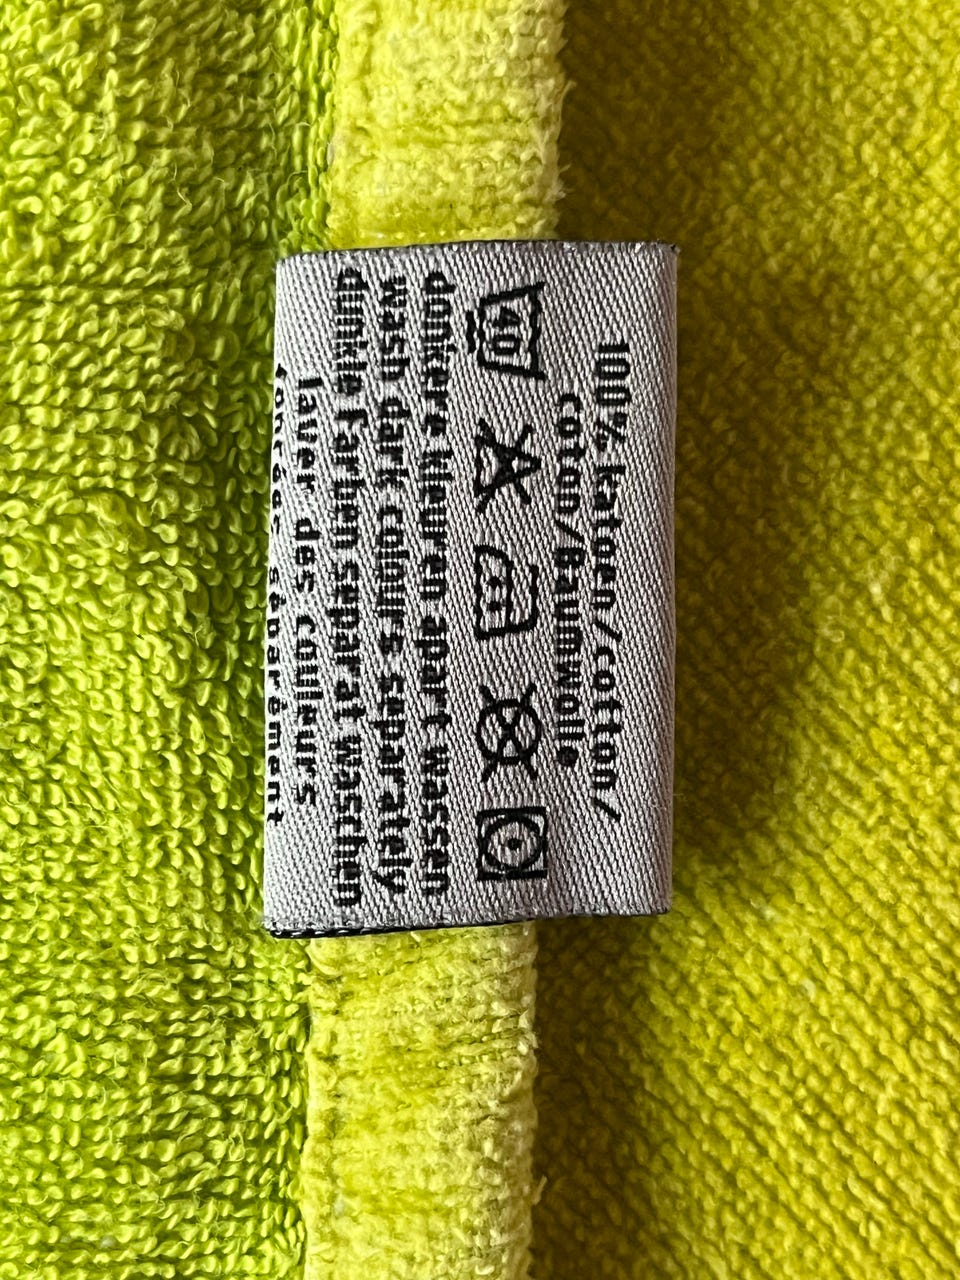 100% katoen/cotton/
coton/Baumwolle
40
donkere kleuren apart wassen
wash dark colours separately
dunkle farben separat waschen
laver des couleurs
foncées séparément